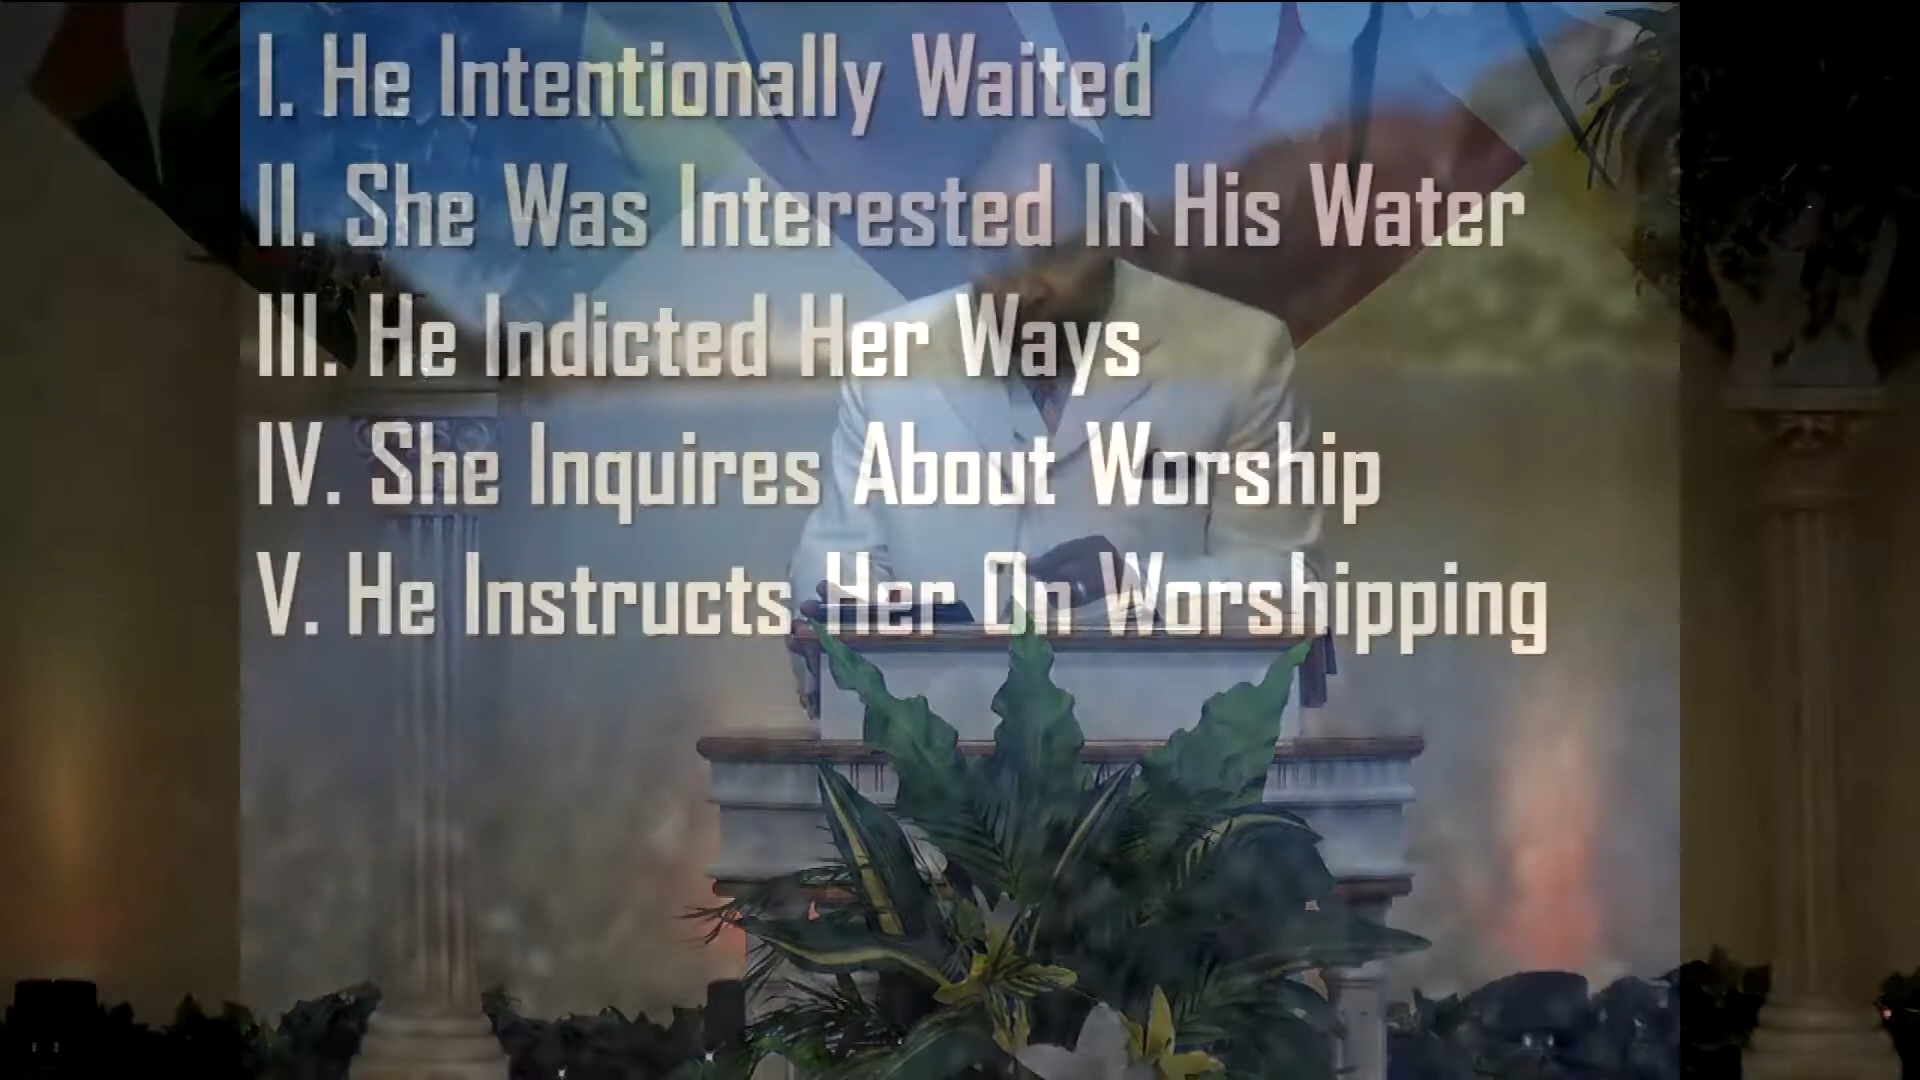 I. He Intentionally Waited
II. She Was Interested In His Water
III. He Indicted Her Ways
IV. She Inquires About Worship
V. He Instructs Her On Worshipping